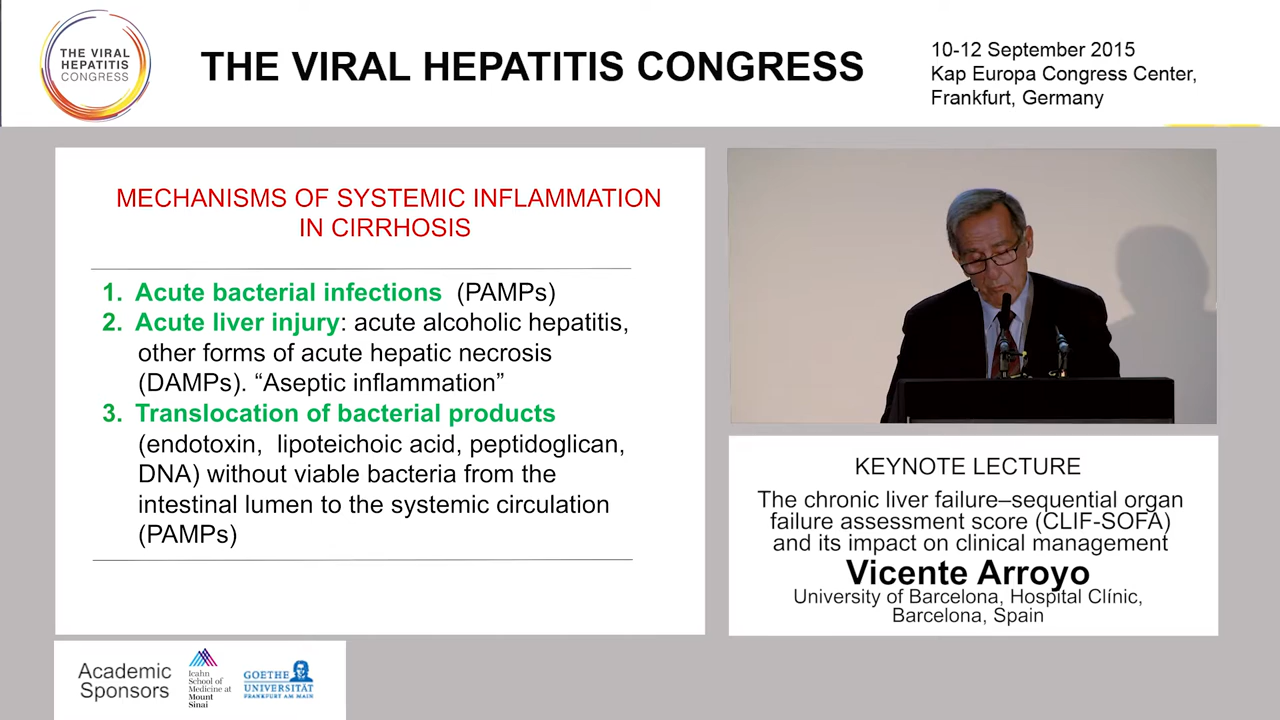 THE VIRAL
HEPATITIS
CONGRESS
THE VIRAL HEPATITIS CONGRESS
10-12 September 2015
Kap Europa Congress Center,
Frankfurt, Germany
MECHANISMS OF SYSTEMIC INFLAMMATION
IN CIRRHOSIS
1. Acute bacterial infections (PAMPs)
2. Acute liver injury: acute alcoholic hepatitis,
other forms of acute hepatic necrosis
(DAMPs). “Aseptic inflammation”
3. Translocation of bacterial products
(endotoxin, lipoteichoic acid, peptidoglican,
DNA) without viable bacteria from the
intestinal lumen to the systemic circulation
(PAMPs)
KEYNOTE LECTURE
The chronic liver failure–sequential organ
failure assessment score (CLIF-SOFA)
and its impact on clinical management
Vicente Arroyo
University of Barcelona, Hospital Clínic,
Barcelona, Spain
Academic
Sponsors
Icahn
School of
Medicine at
Mount
Sinai
GOETHE
UNIVERSITÄT
FRANKFURT AM MAIN